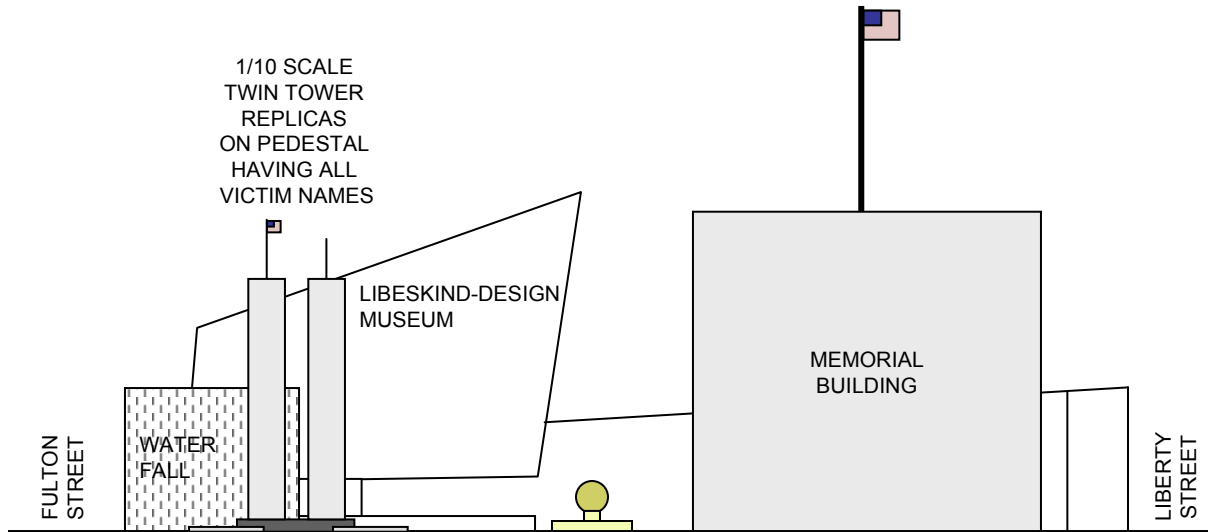 1/10 SCALE
TWIN TOWER
REPLICAS
ON PEDESTAL
HAVING ALL
VICTIM NAMES
LIBESKIND-DESIGN
MUSEUM
MEMORIAL
BUILDING
WATER
FALL
FULTON
STREET
LIBERTY
STREET